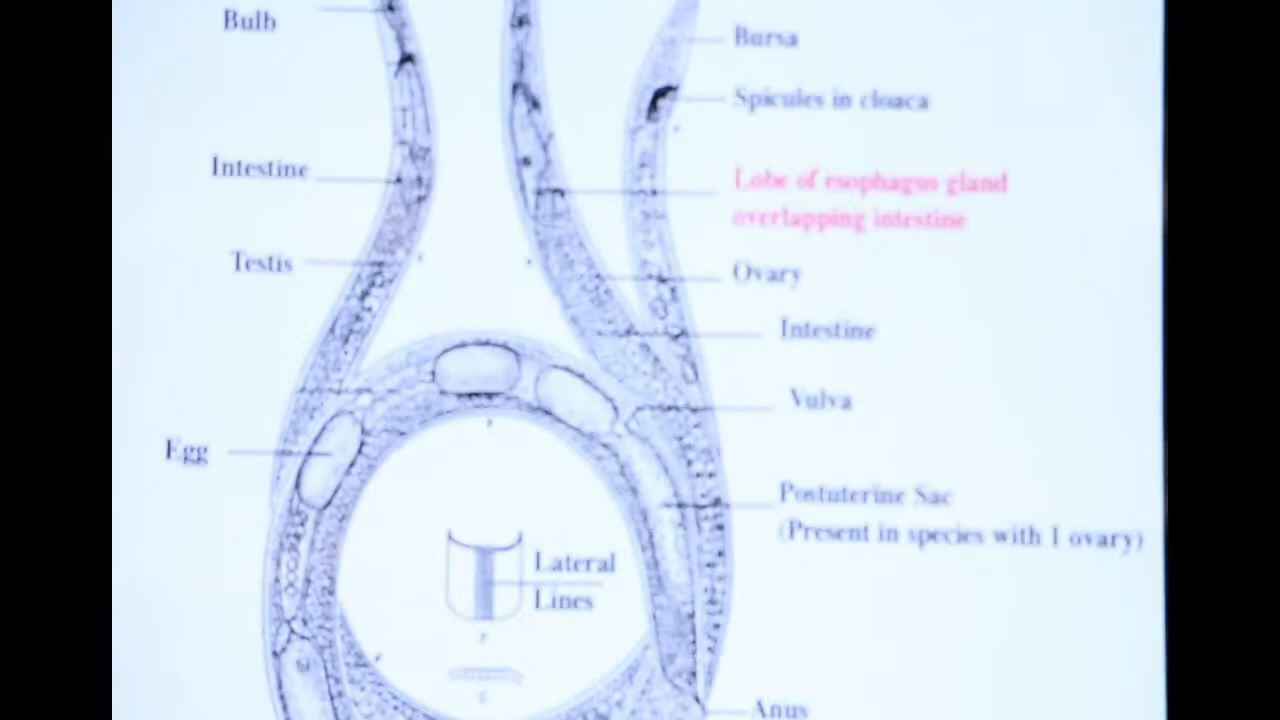 Bulb
Bursa
Spicules in cloaca
Intestine
Lobe of esophagus gland
overlapping intestine
Testis
Ovary
Intestine
Vulva
Egg
Postuterine Sac
(Present in species with 1 ovary)
Lateral
Lines
Anus